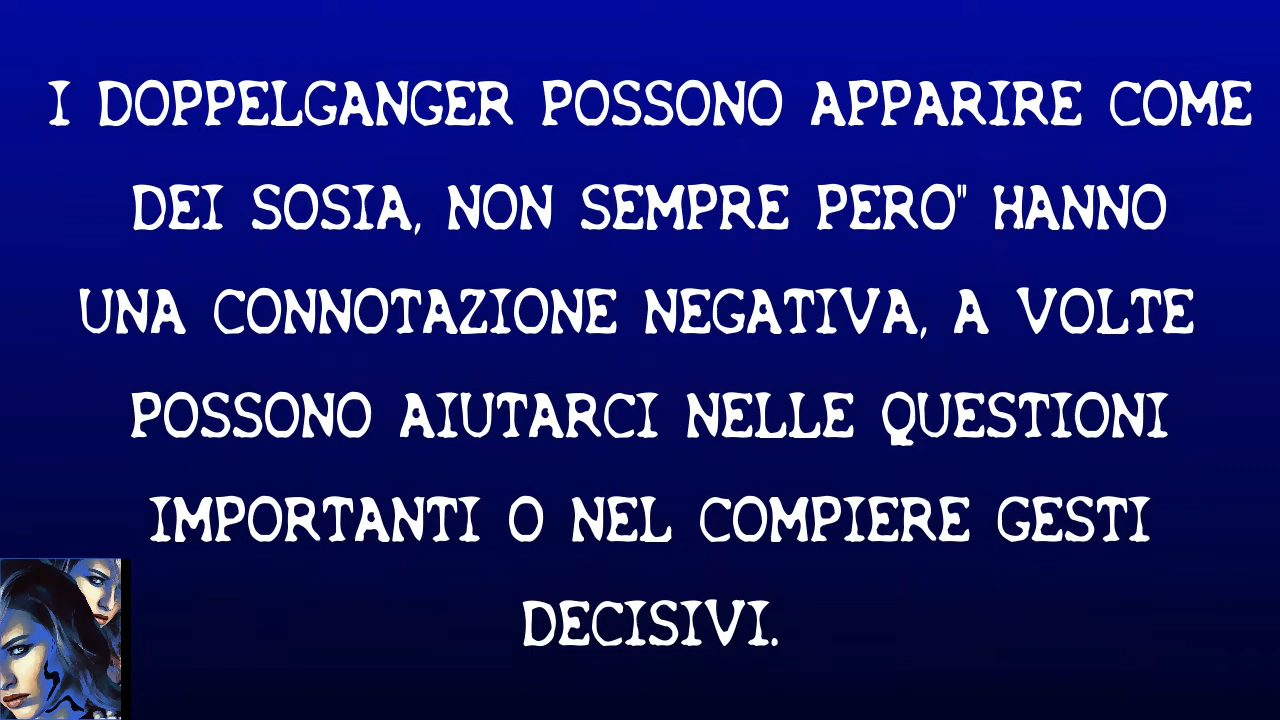 I DOPPELGANGER POSSONO APPARIRE COME
DEI SOSIA, NON SEMPRE PERO" HANNO
UNA CONNOTAZIONE NEGATIVA, A VOLTE
POSSONO AIUTARCI NELLE QUESTIONI
IMPORTANTI O NEL COMPIERE GESTI
DECISIVI.